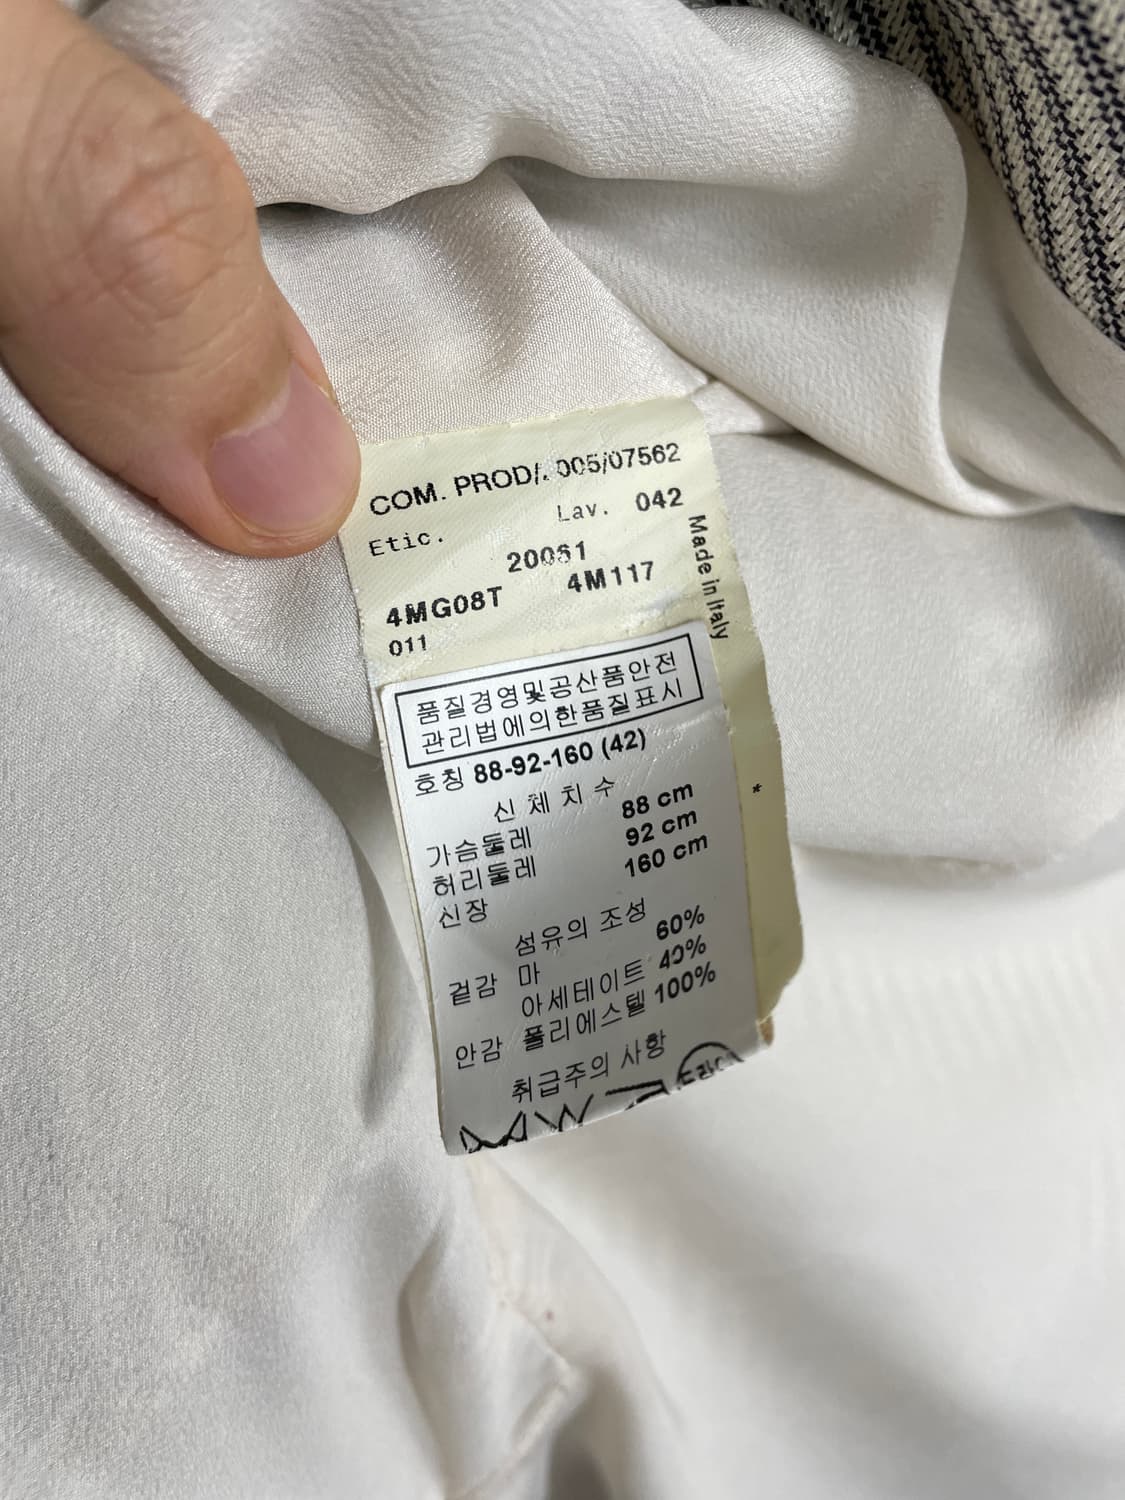 COM. PROD/. 005/07562
Etic. Lav. 042
20061
4MG08T 4M117
011
Made in Italy
품질경영및공산품안전
관리법에의한품질표시
호칭 88-92-160 (42)
신 체 치 수
가슴둘레 88 cm
허리둘레 92 cm
신장 160 cm
섬유의 조성
겉감 마 60%
아세테이트 40%
안감 폴리에스텔 100%
취급주의 사항
*